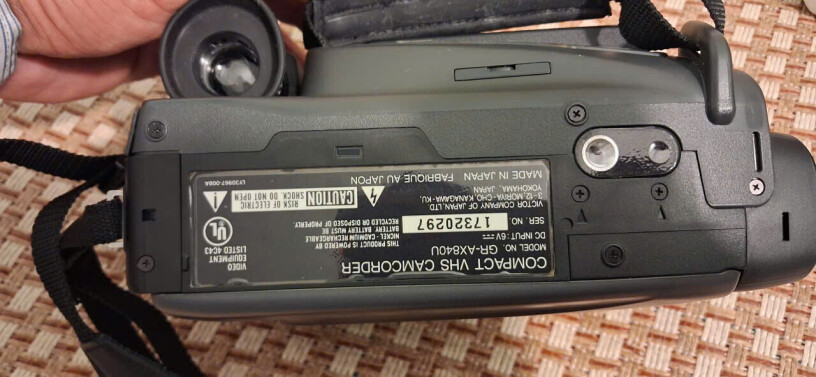 COMPACT VHS CAMCORDER
MODEL NO. GR-AX840U
DC INPUT:
SER. NO. 17320297
VICTOR COMPANY OF JAPAN, LTD
3-12, MORIYA-CHO, KANAGAWA-KU,
YOKOHAMA, JAPAN
MADE IN JAPAN FABRIQUE AU JAPON
VIDEO
EQUIPMENT
LISTED 4G43
UL
THIS PRODUCT IS POWERED BY
NICKEL-CADMIUM RECHARGEABLE
BATTERY. BATTERY MUST BE
RECYCLED OR DISPOSED OF PROPERLY.
CAUTION
RISK OF ELECTRIC
SHOCK. DO NOT OPEN
LY30967-009A